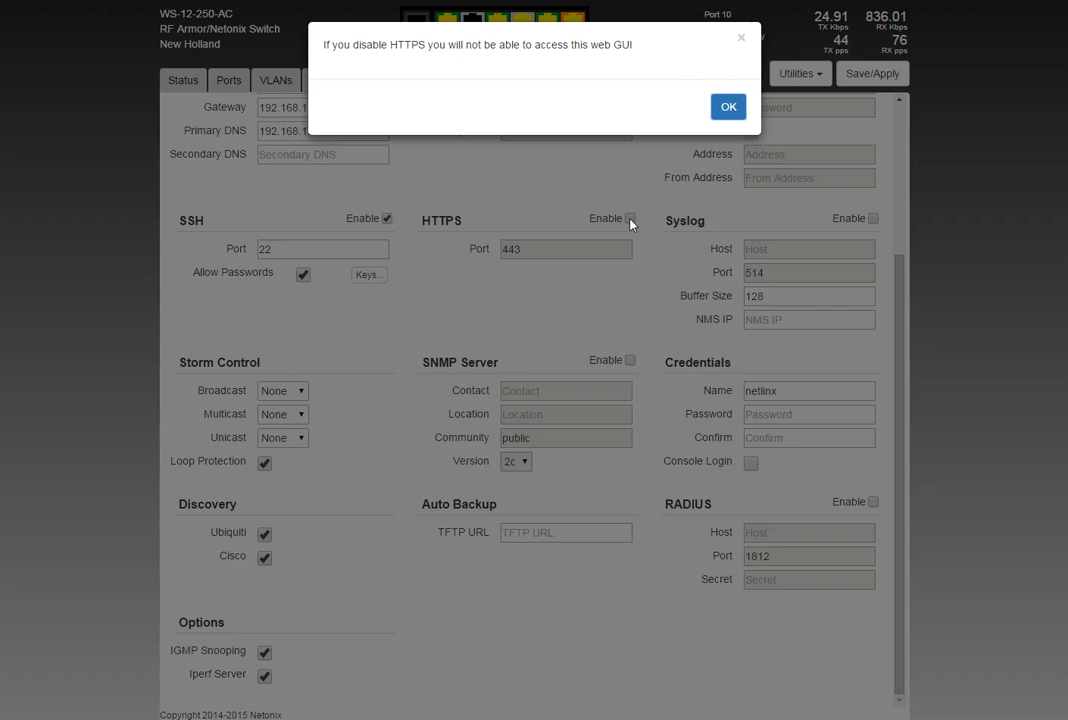 WS-12-250-AC
RF Armor/Netonix Switch
New Holland
Port 10
24.91 836.01
TX Kbps RX Kbps
44 76
TX pps RX pps
If you disable HTTPS you will not be able to access this web GUI
×
OK
Status Ports VLANs
Utilities Save/Apply
Gateway 192.168.1
Primary DNS 192.168.1
Secondary DNS Secondary DNS
Address Address
From Address From Address
SSH Enable
Port 22
Allow Passwords Keys...
HTTPS Enable
Port 443
Syslog Enable
Host Host
Port 514
Buffer Size 128
NMS IP NMS IP
Storm Control
Broadcast None
Multicast None
Unicast None
Loop Protection
SNMP Server Enable
Contact Contact
Location Location
Community public
Version 2c
Credentials
Name netlinx
Password Password
Confirm Confirm
Console Login
Discovery
Ubiquiti
Cisco
Auto Backup
TFTP URL TFTP URL
RADIUS Enable
Host Host
Port 1812
Secret Secret
Options
IGMP Snooping
Iperf Server
Copyright 2014-2015 Netonix